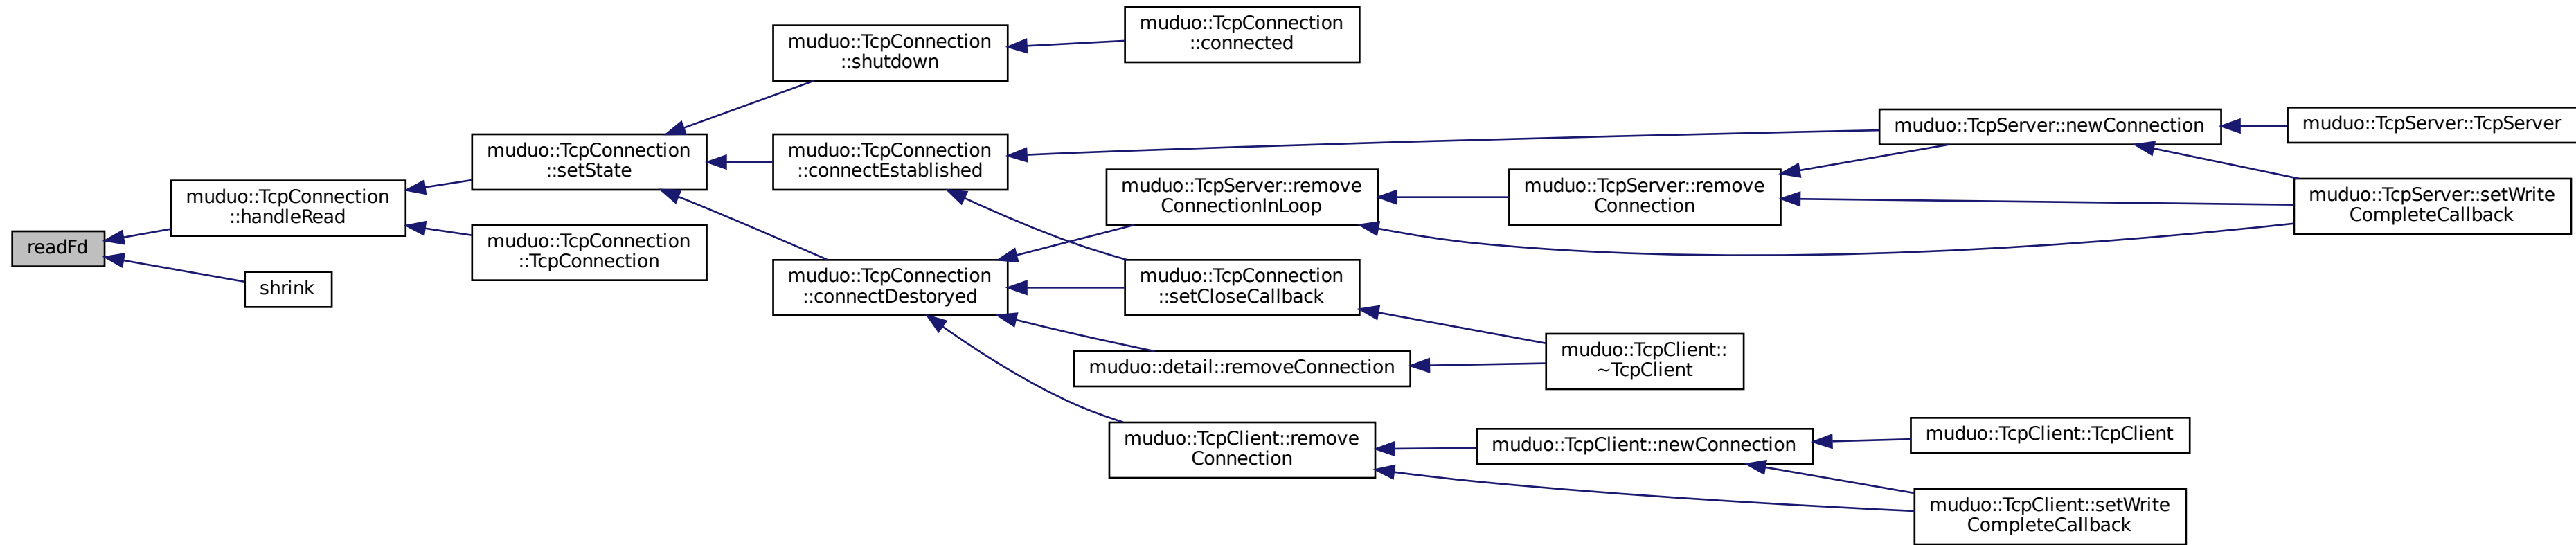 readFd
muduo::TcpConnection
::handleRead
shrink
muduo::TcpConnection
::setState
muduo::TcpConnection
::TcpConnection
muduo::TcpConnection
::shutdown
muduo::TcpConnection
::connectEstablished
muduo::TcpConnection
::connectDestoryed
muduo::TcpConnection
::connected
muduo::TcpServer::remove
ConnectionInLoop
muduo::TcpConnection
::setCloseCallback
muduo::detail::removeConnection
muduo::TcpClient::remove
Connection
muduo::TcpServer::remove
Connection
muduo::TcpClient::
~TcpClient
muduo::TcpClient::newConnection
muduo::TcpServer::newConnection
muduo::TcpClient::TcpClient
muduo::TcpClient::setWrite
CompleteCallback
muduo::TcpServer::TcpServer
muduo::TcpServer::setWrite
CompleteCallback